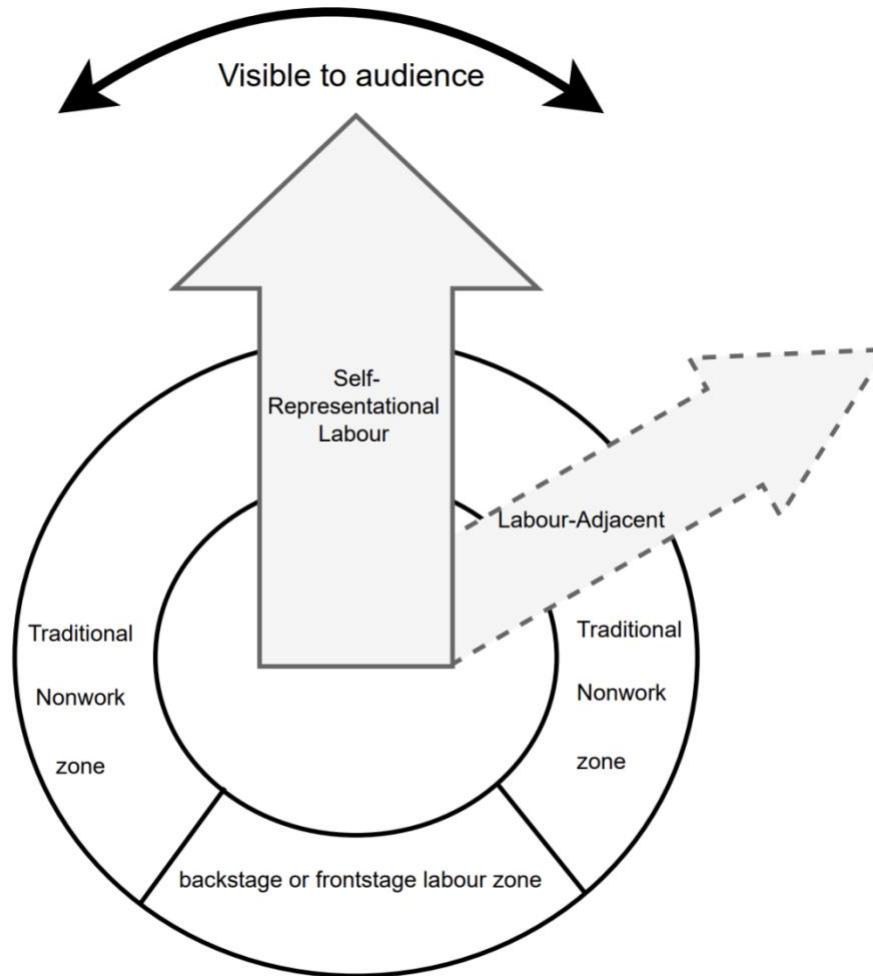 Visible to audience
Self-
Representational
Labour
Labour-Adjacent
Traditional
Nonwork
zone
Traditional
Nonwork
zone
backstage or frontstage labour zone